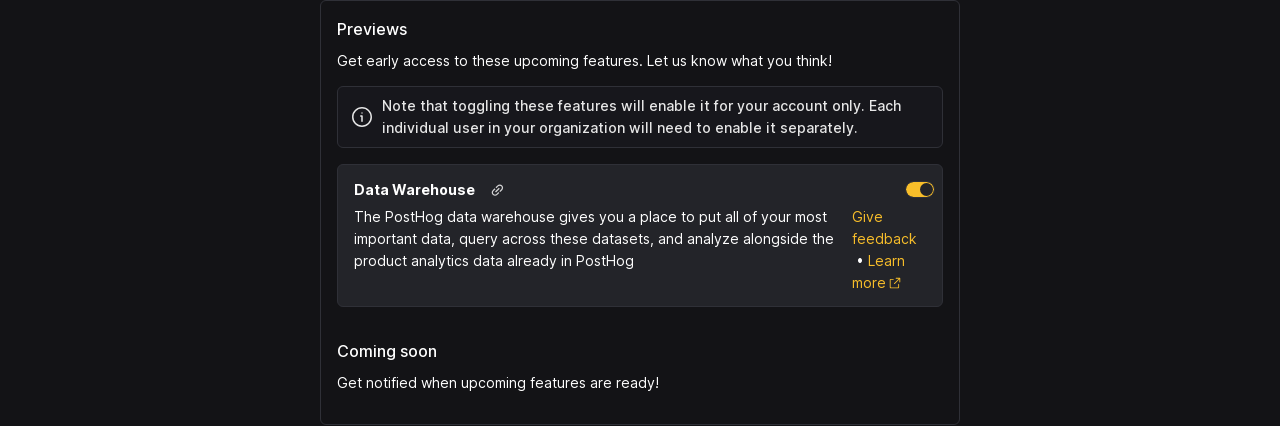 Previews
Get early access to these upcoming features. Let us know what you think!
Note that toggling these features will enable it for your account only. Each
individual user in your organization will need to enable it separately.
Data Warehouse
The PostHog data warehouse gives you a place to put all of your most
important data, query across these datasets, and analyze alongside the
product analytics data already in PostHog
Give
feedback
• Learn
more
Coming soon
Get notified when upcoming features are ready!